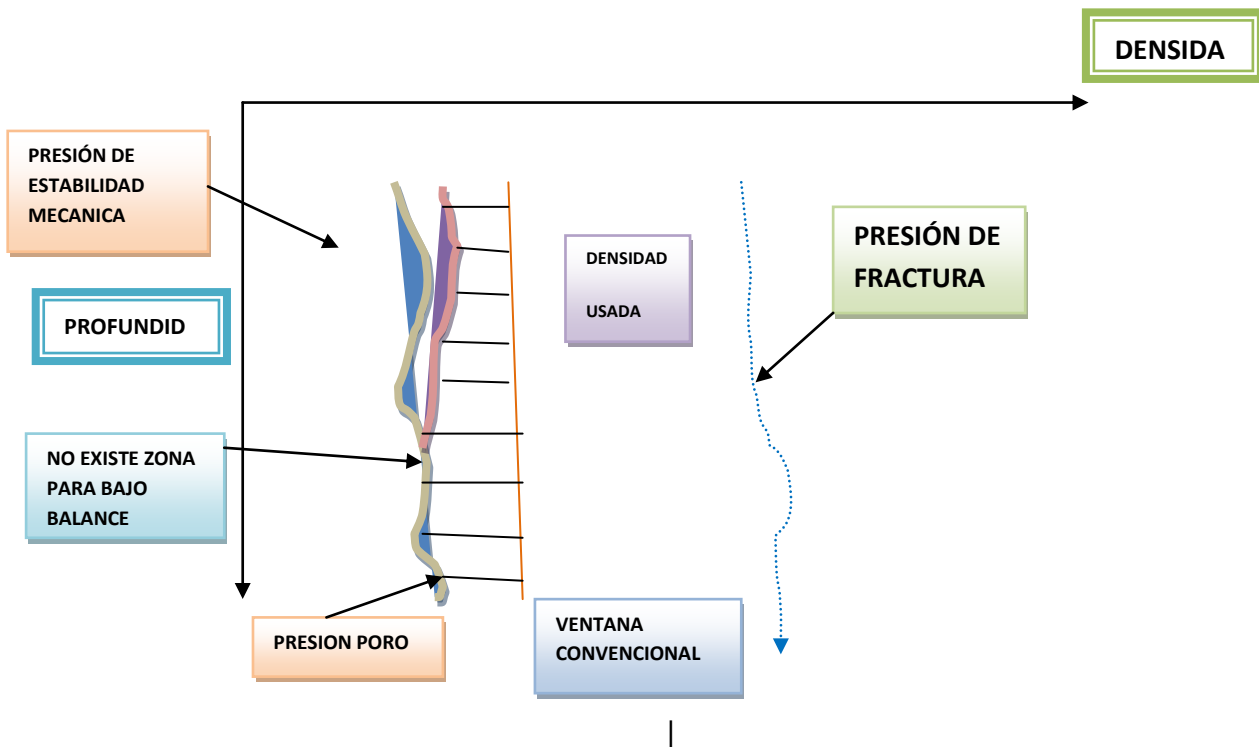 DENSIDA
PRESIÓN DE
ESTABILIDAD
MECANICA
PRESIÓN DE
FRACTURA
DENSIDAD
USADA
PROFUNDID
NO EXISTE ZONA
PARA BAJO
BALANCE
PRESION PORO
VENTANA
CONVENCIONAL